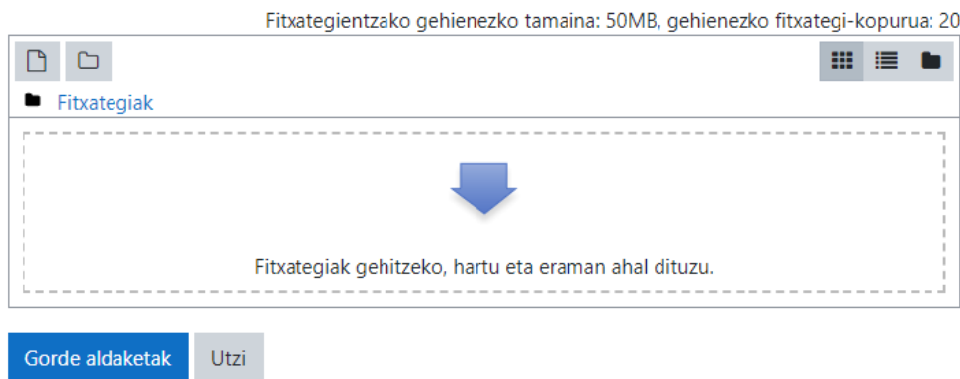 Fitxategientzako gehienezko tamaina: 50MB, gehienezko fitxategi-kopurua: 20
Fitxategiak
Fitxategiak gehitzeko, hartu eta eraman ahal dituzu.
Gorde aldaketak
Utzi